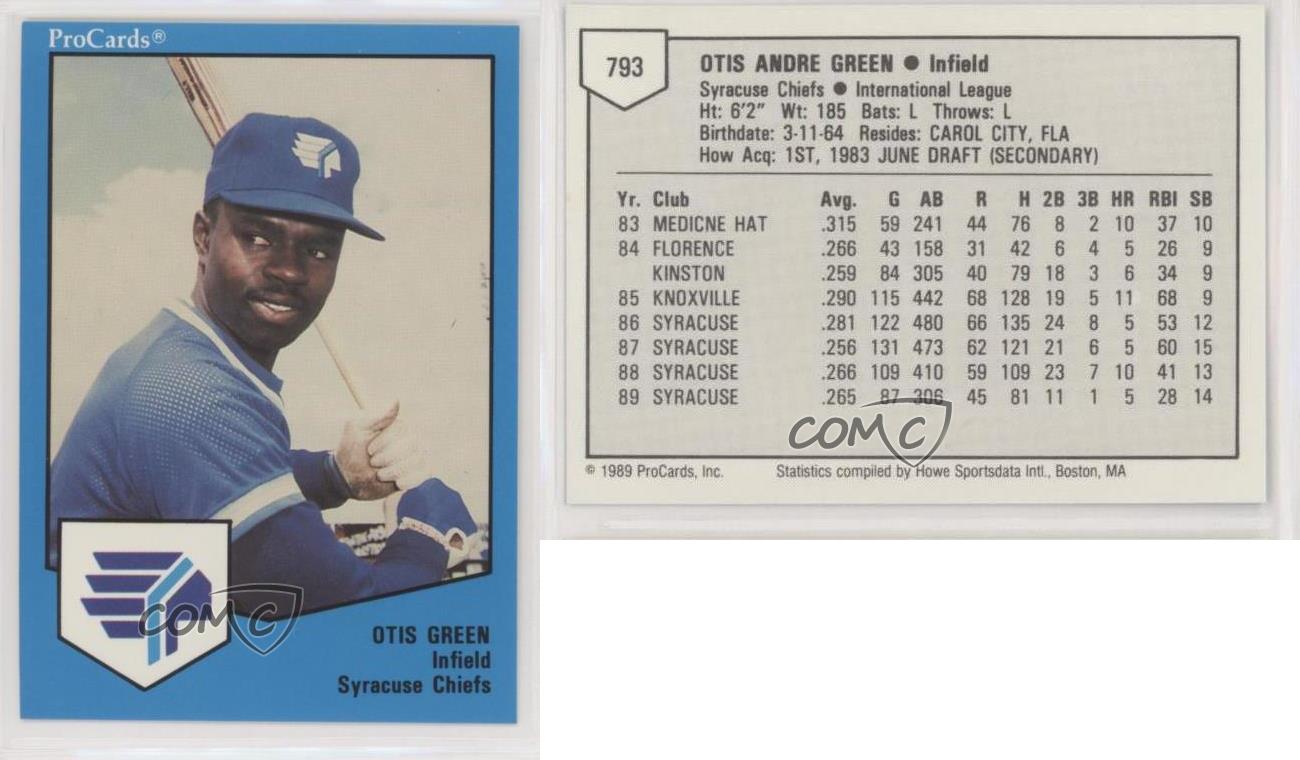 ProCards®
OTIS GREEN
Infield
Syracuse Chiefs
COMC
793
OTIS ANDRE GREEN ● Infield
Syracuse Chiefs ● International League
Ht: 6'2" Wt: 185 Bats: L Throws: L
Birthdate: 3-11-64 Resides: CAROL CITY, FLA
How Acq: 1ST, 1983 JUNE DRAFT (SECONDARY)
Yr. Club Avg. G AB R H 2B 3B HR RBI SB
83 MEDICNE HAT .315 59 241 44 76 8 2 10 37 10
84 FLORENCE .266 43 158 31 42 6 4 5 26 9
KINSTON .259 84 305 40 79 18 3 6 34 9
85 KNOXVILLE .290 115 442 68 128 19 5 11 68 9
86 SYRACUSE .281 122 480 66 135 24 8 5 53 12
87 SYRACUSE .256 131 473 62 121 21 6 5 60 15
88 SYRACUSE .266 109 410 59 109 23 7 10 41 13
89 SYRACUSE .265 87 306 45 81 11 1 5 28 14
COMC
© 1989 ProCards, Inc. Statistics compiled by Howe Sportsdata Intl., Boston, MA